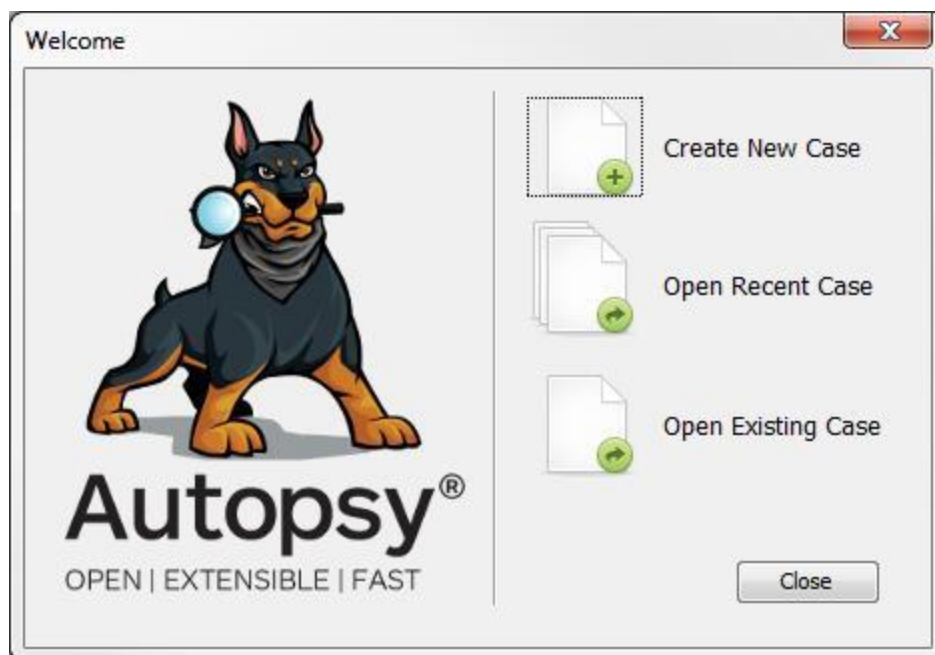 Welcome
Create New Case
Open Recent Case
Open Existing Case
Autopsy®
OPEN | EXTENSIBLE | FAST
Close